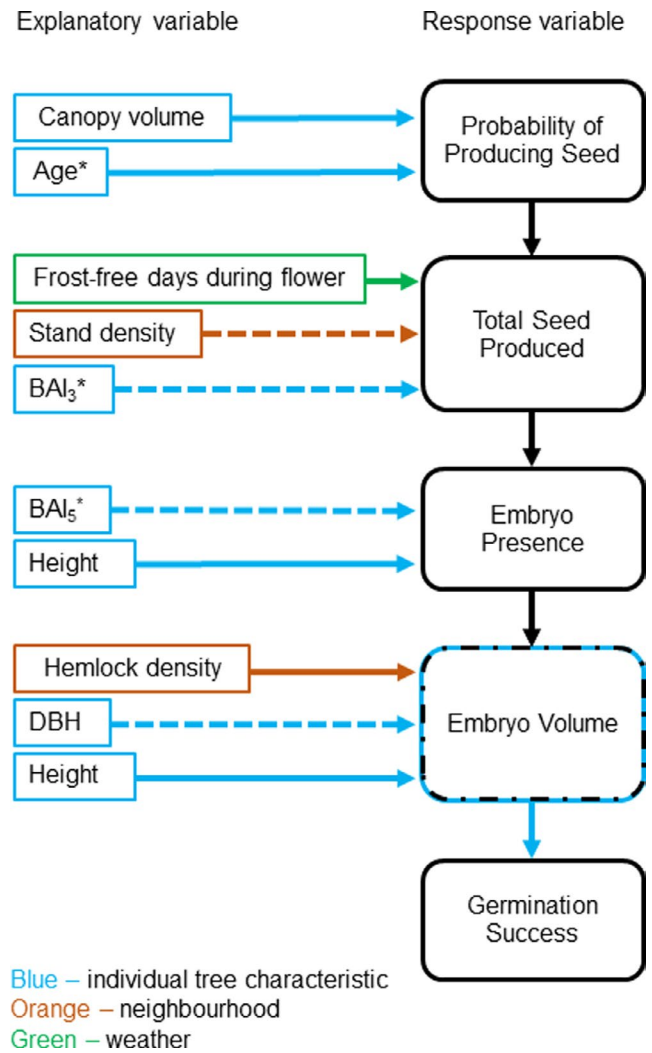 Explanatory variable
Response variable
Canopy volume
Age*
Probability of
Producing Seed
Frost-free days during flower
Stand density
BAI₃*
Total Seed
Produced
BAI₅*
Height
Embryo
Presence
Hemlock density
DBH
Height
Embryo Volume
Germination
Success
Blue – individual tree characteristic
Orange – neighbourhood
Green – weather